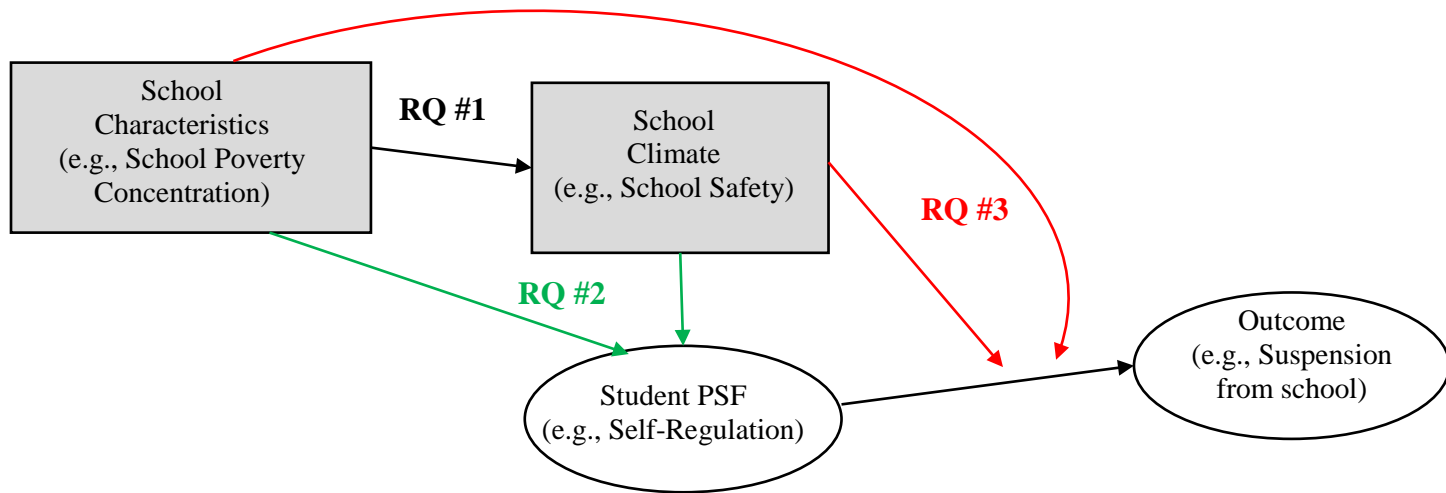 School
Characteristics
(e.g., School Poverty
Concentration)
RQ #1
School
Climate
(e.g., School Safety)
RQ #3
RQ #2
Student PSF
(e.g., Self-Regulation)
Outcome
(e.g., Suspension
from school)